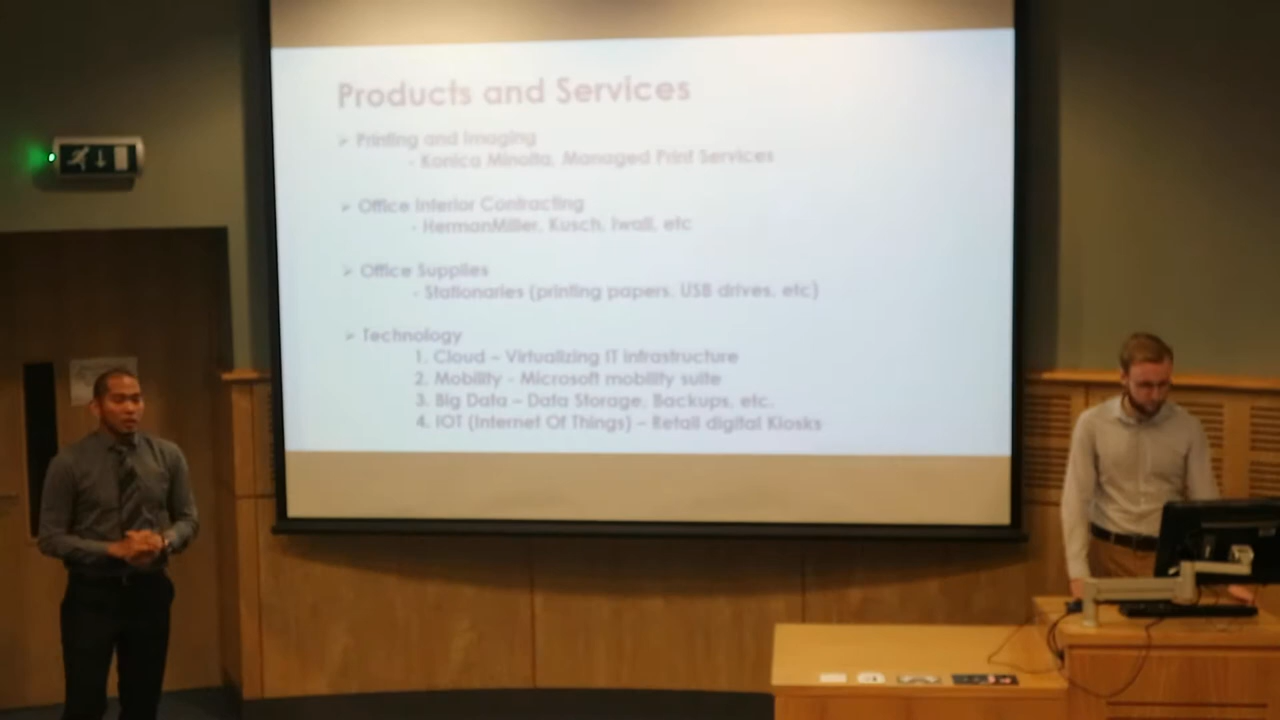 Products and Services
➢ Printing and Imaging
- Konica Minolta, Managed Print Services
➢ Office Interior Contracting
- HermanMiller, Kusch, Iwall, etc
➢ Office Supplies
- Stationaries (printing papers, USB drives, etc)
➢ Technology
1. Cloud – Virtualizing IT infrastructure
2. Mobility - Microsoft mobility suite
3. Big Data – Data Storage, Backups, etc.
4. IOT (Internet Of Things) – Retail digital Kiosks